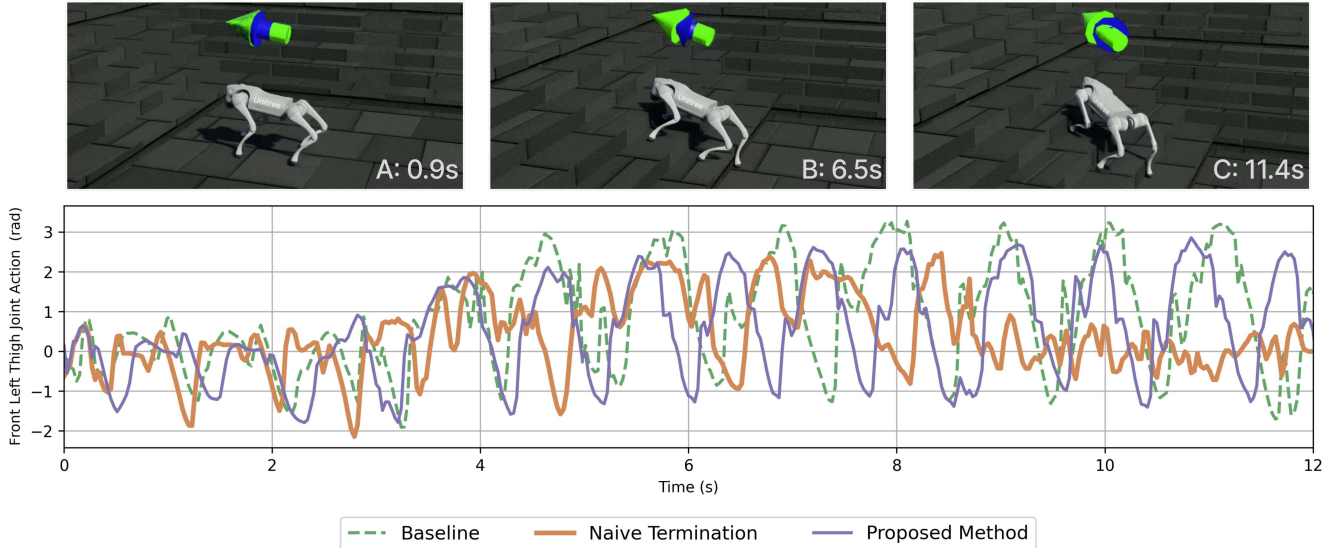 Unitree
A: 0.9s
Unitree
B: 6.5s
Unitree
C: 11.4s
Front Left Thigh Joint Action (rad)
3
2
1
0
−1
−2
0
2
4
6
8
10
12
Time (s)
Baseline
Naive Termination
Proposed Method